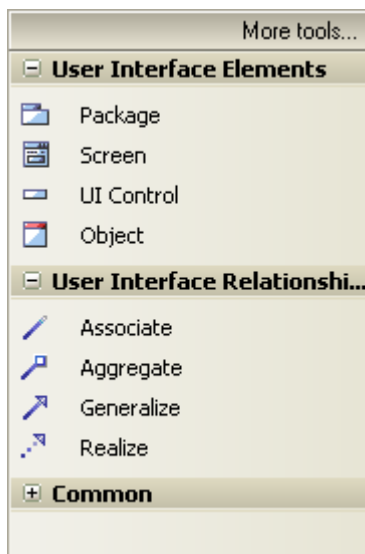 More tools...
User Interface Elements
Package
Screen
UI Control
Object
User Interface Relationshi...
Associate
Aggregate
Generalize
Realize
Common